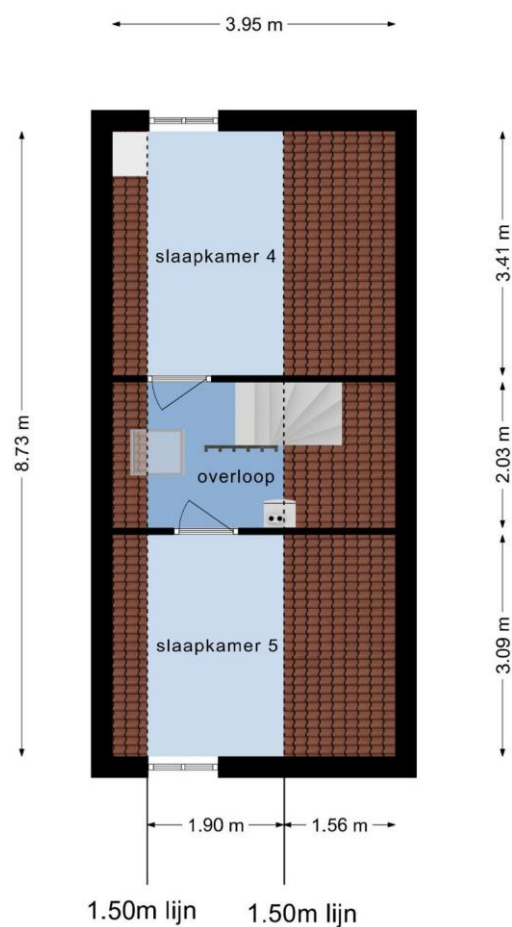 3.95 m
slaapkamer 4
3.41 m
8.73 m
2.03 m
overloop
slaapkamer 5
3.09 m
1.90 m
1.56 m
1.50m lijn
1.50m lijn